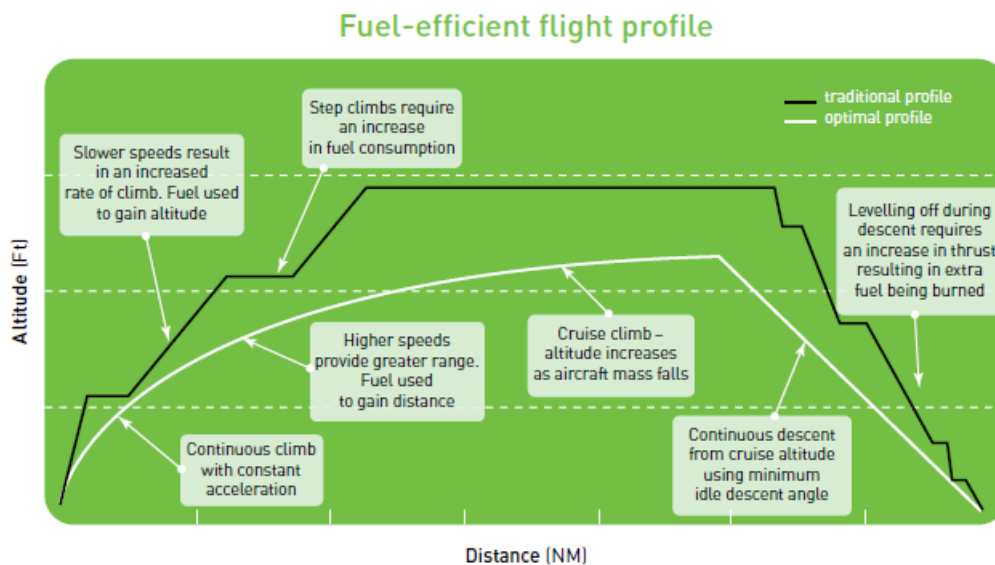 Fuel-efficient flight profile
traditional profile
optimal profile
Step climbs require
an increase
in fuel consumption
Slower speeds result
in an increased
rate of climb. Fuel used
to gain altitude
Levelling off during
descent requires
an increase in thrust
resulting in extra
fuel being burned
Altitude (Ft)
Higher speeds
provide greater range.
Fuel used
to gain distance
Cruise climb –
altitude increases
as aircraft mass falls
Continuous climb
with constant
acceleration
Continuous descent
from cruise altitude
using minimum
idle descent angle
Distance (NM)